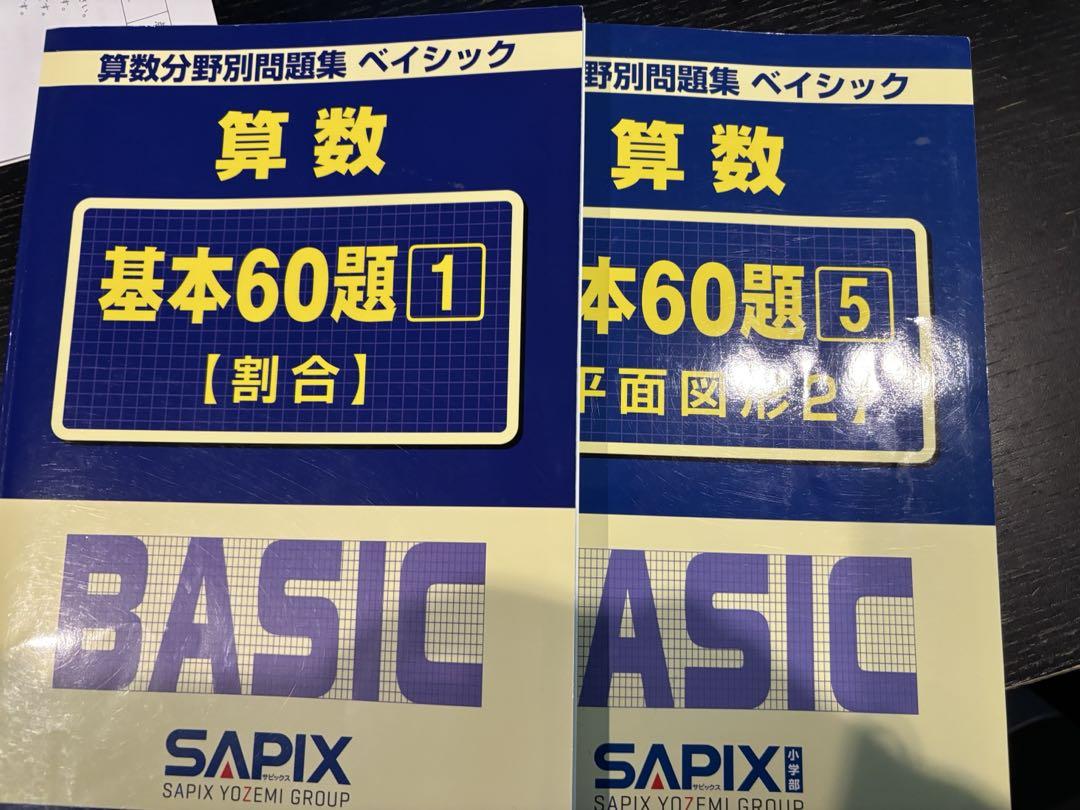 算数分野別問題集 ベイシック
算数
基本60題 1
【割合】
BASIC
SAPIX
サピックス
SAPIX YOZEMI GROUP
野別問題集 ベイシック
算数
本60題 5
平面図形2】
ASIC
SAPIX 小学部
サピックス
SAPIX YOZEMI GROUP